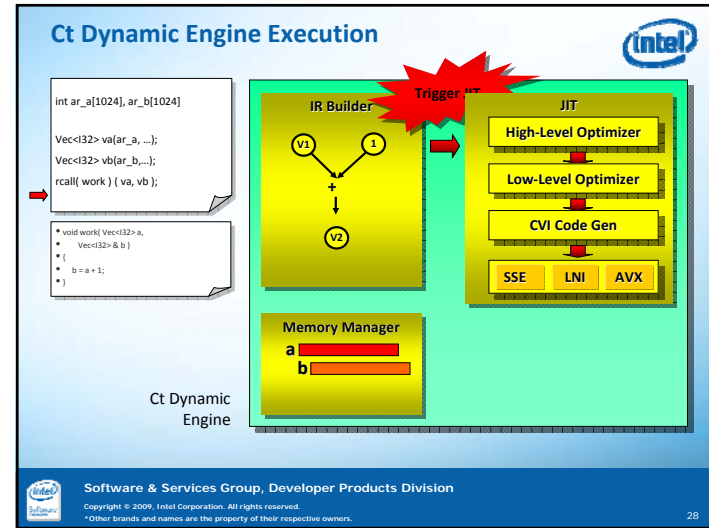 Ct Dynamic Engine Execution
intel
int ar_a[1024], ar_b[1024]
Vec<I32> va(ar_a, ...);
Vec<I32> vb(ar_b,...);
rcall( work ) ( va, vb );
• void work( Vec<I32> a,
• Vec<I32> & b )
• {
• b = a + 1;
• }
Trigger JIT
IR Builder
V1
1
+
V2
JIT
High-Level Optimizer
Low-Level Optimizer
CVI Code Gen
SSE LNI AVX
Memory Manager
a
b
Ct Dynamic
Engine
intel
Software
Software & Services Group, Developer Products Division
Copyright © 2009, Intel Corporation. All rights reserved.
*Other brands and names are the property of their respective owners.
28